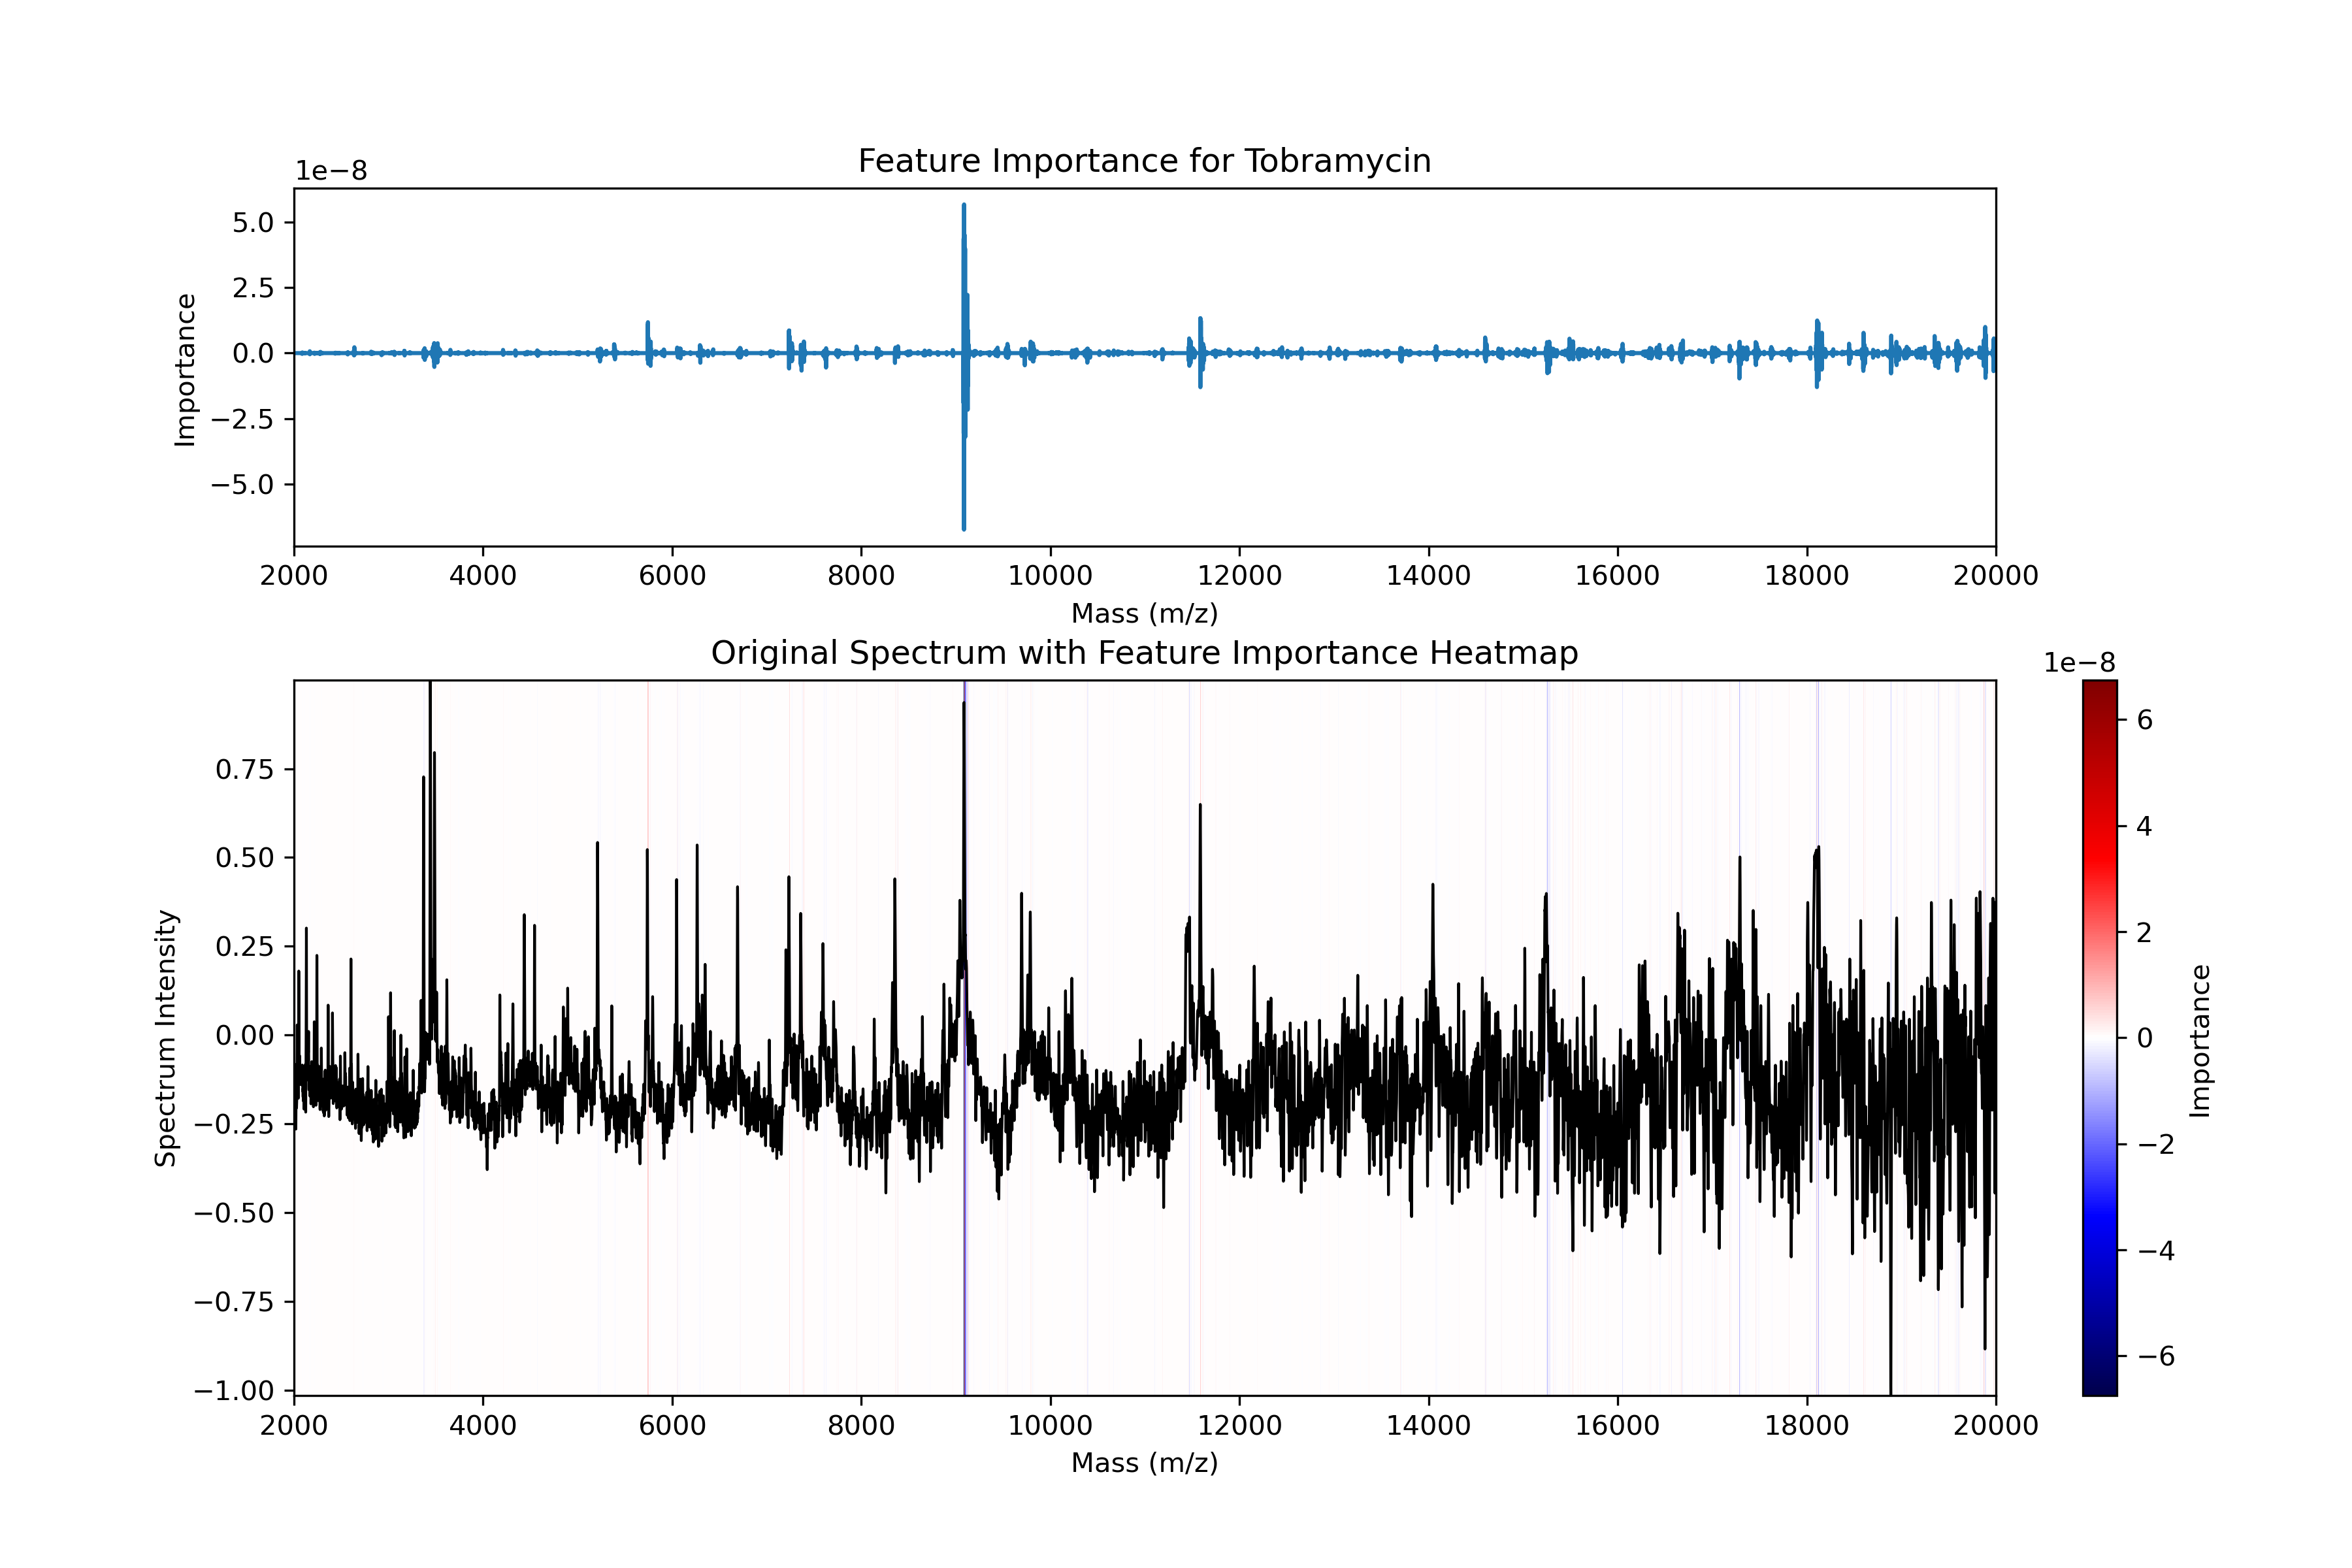 Feature Importance for Tobramycin
1e−8
5.0
2.5
0.0
−2.5
−5.0
Importance
2000 4000 6000 8000 10000 12000 14000 16000 18000 20000
Mass (m/z)
Original Spectrum with Feature Importance Heatmap
1e−8
0.75
0.50
0.25
0.00
−0.25
−0.50
−0.75
−1.00
Spectrum Intensity
2000 4000 6000 8000 10000 12000 14000 16000 18000 20000
Mass (m/z)
6
4
2
0
−2
−4
−6
Importance